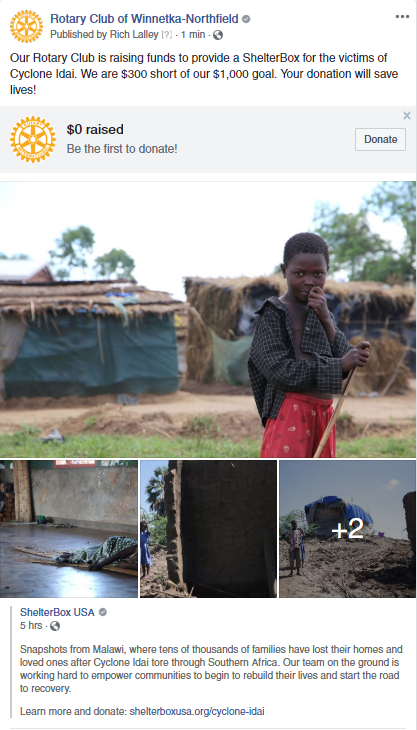 Rotary Club of Winnetka-Northfield
Published by Rich Lalley [?] · 1 min ·
Our Rotary Club is raising funds to provide a ShelterBox for the victims of
Cyclone Idai. We are $300 short of our $1,000 goal. Your donation will save
lives!
$0 raised
Be the first to donate!
Donate
+2
ShelterBox USA
5 hrs ·
Snapshots from Malawi, where tens of thousands of families have lost their homes and
loved ones after Cyclone Idai tore through Southern Africa. Our team on the ground is
working hard to empower communities to begin to rebuild their lives and start the road
to recovery.
Learn more and donate: shelterboxusa.org/cyclone-idai